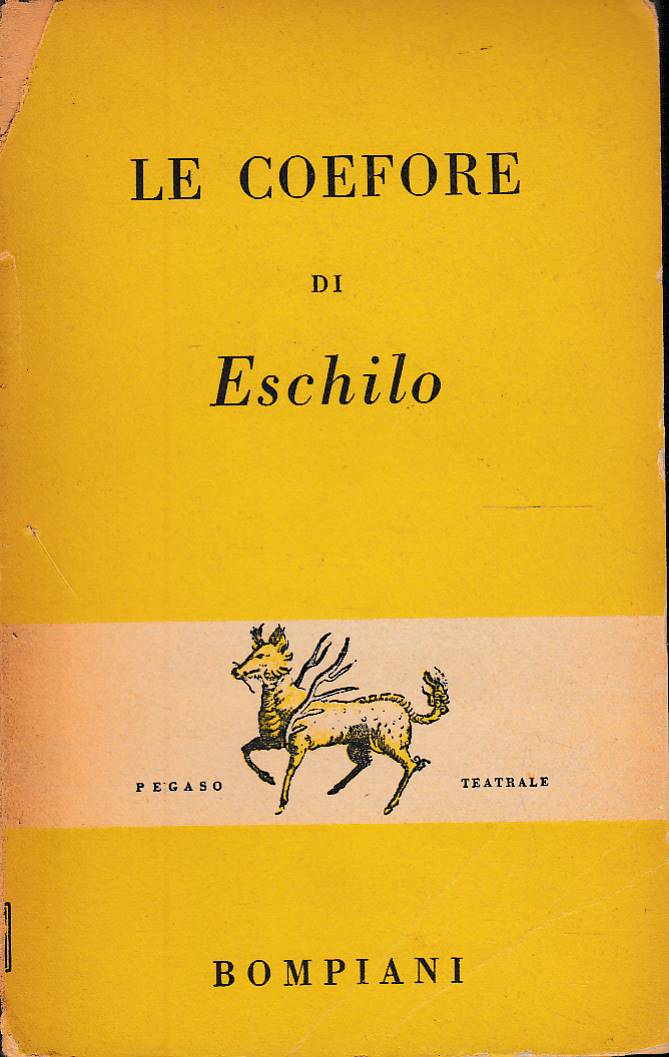 LE COEFORE
DI
Eschilo
PEGASO TEATRALE
BOMPIANI